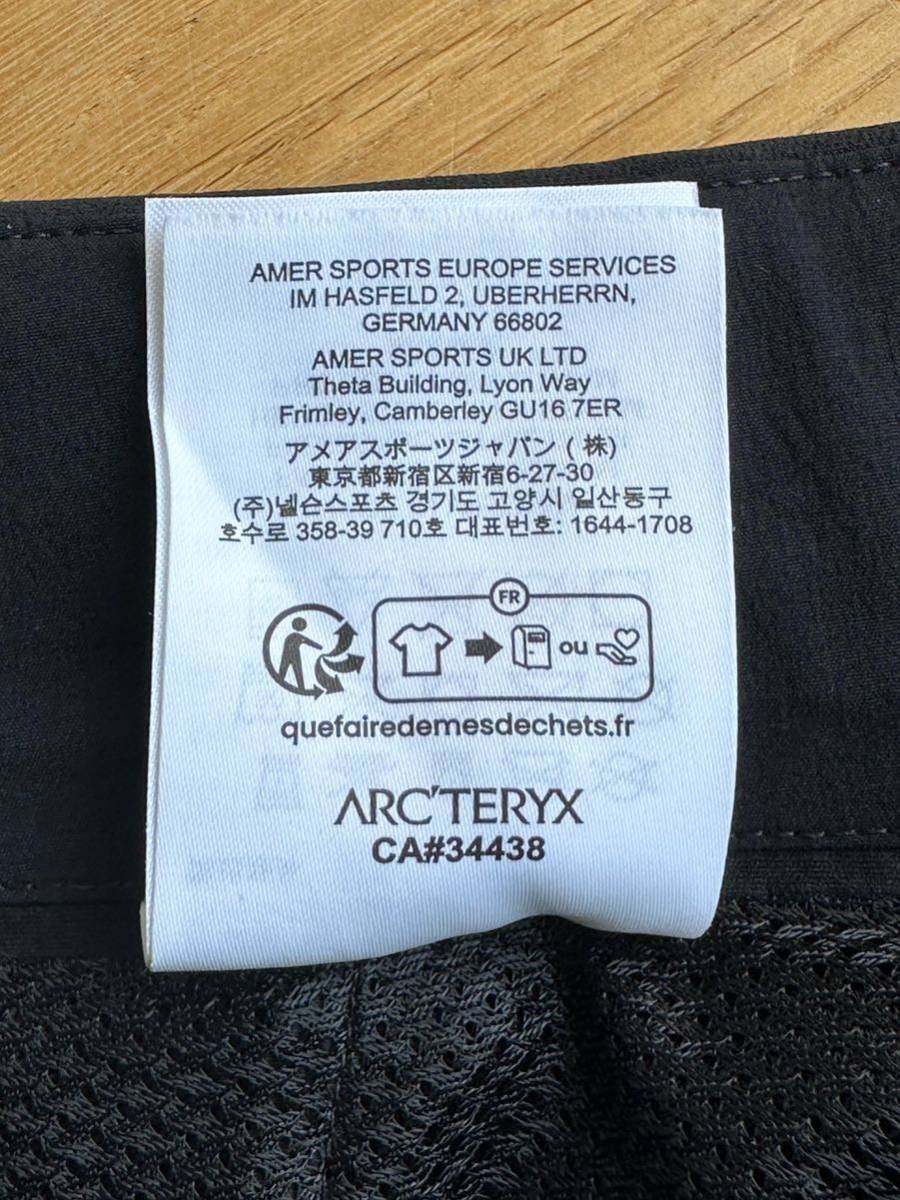 AMER SPORTS EUROPE SERVICES
IM HASFELD 2, UBERHERRN,
GERMANY 66802
AMER SPORTS UK LTD
Theta Building, Lyon Way
Frimley, Camberley GU16 7ER
アメアスポーツジャパン (株)
東京都新宿区新宿6-27-30
(주)넬슨스포츠 경기도 고양시 일산동구
호수로 358-39 710호 대표번호: 1644-1708
FR
ou
quefairedemesdechets.fr
ARC'TERYX
CA#34438